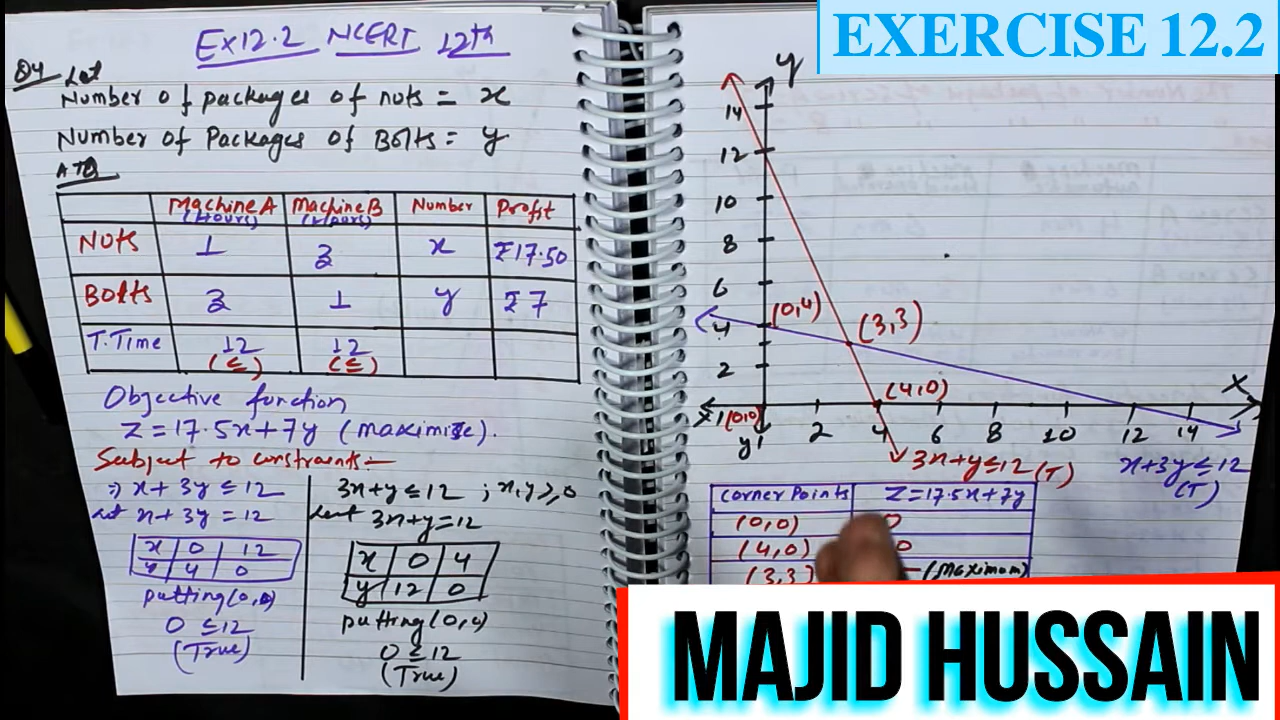 EXERCISE 12.2
Ex12.2 NCERT 12th
Q4 Let
Number of packages of nuts = x
Number of Packages of Bolts = y
ATQ
Machine A (Hours) Machine B (Hours) Number Profit
Nuts 1 3 x ₹17.50
Bolts 3 1 y ₹7
T.Time 12 (≤) 12 (≤)
Objective function
Z = 17.5x + 7y (Maximize).
Subject to constraints:-
⇒ x + 3y ≤ 12
let x + 3y = 12
x 0 12
y 4 0
putting (0,0)
0 ≤ 12
(True)
3x + y ≤ 12 ; x, y ≥ 0
let 3x + y = 12
x 0 4
y 12 0
putting (0,0)
0 ≤ 12
(True)
y
14
12
10
8
6
(0,4)
4
(3,3)
2
(4,0)
X
X' (0,0)
y' 2 4 6 8 10 12 14
3x + y ≤ 12 (T)
x + 3y ≤ 12
(T)
Corner Points Z = 17.5x + 7y
(0,0) 0
(4,0) 0
(3,3) (Maximum)
MAJID HUSSAIN